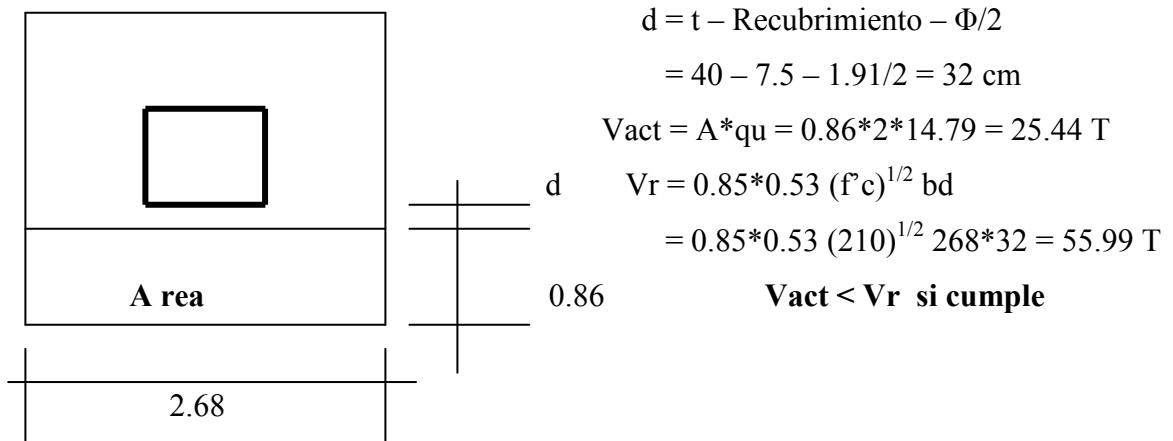 d = t – Recubrimiento – Φ/2
= 40 – 7.5 – 1.91/2 = 32 cm
Vact = A*qu = 0.86*2*14.79 = 25.44 T
d
Vr = 0.85*0.53 (f’c)^{1/2} bd
= 0.85*0.53 (210)^{1/2} 268*32 = 55.99 T
A rea
0.86
Vact < Vr si cumple
2.68